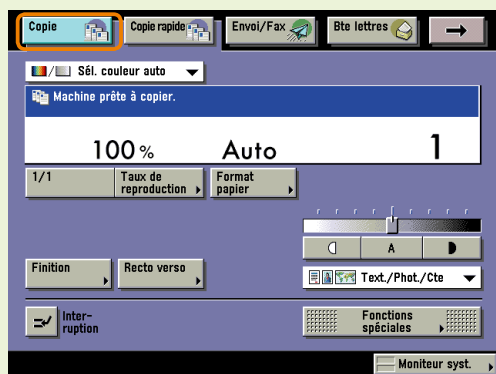 Copie
Copie rapide
Envoi/Fax
Bte lettres
Sél. couleur auto
Machine prête à copier.
100 % Auto 1
1/1
Taux de
reproduction
Format
papier
A
Finition
Recto verso
Text./Phot./Cte
Inter-
ruption
Fonctions
spéciales
Moniteur syst.